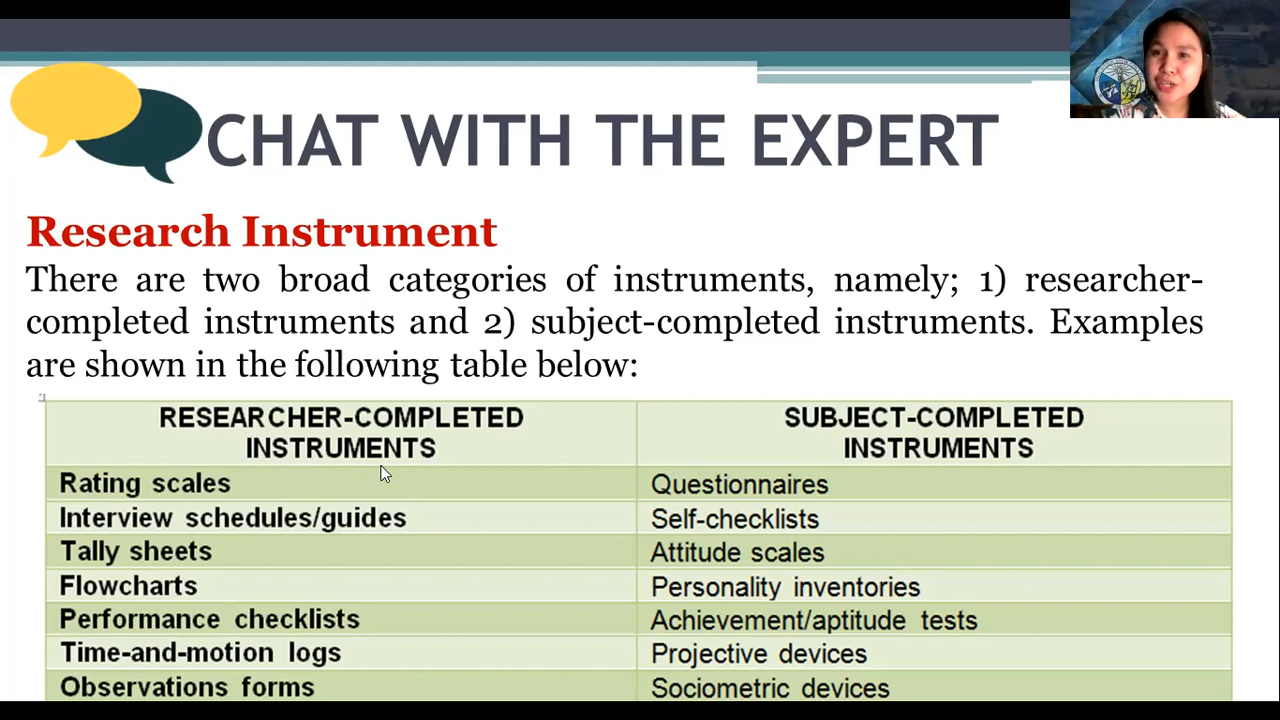 CHAT WITH THE EXPERT
Research Instrument
There are two broad categories of instruments, namely; 1) researcher-
completed instruments and 2) subject-completed instruments. Examples
are shown in the following table below:
RESEARCHER-COMPLETED
INSTRUMENTS
SUBJECT-COMPLETED
INSTRUMENTS
Rating scales
Questionnaires
Interview schedules/guides
Self-checklists
Tally sheets
Attitude scales
Flowcharts
Personality inventories
Performance checklists
Achievement/aptitude tests
Time-and-motion logs
Projective devices
Observations forms
Sociometric devices